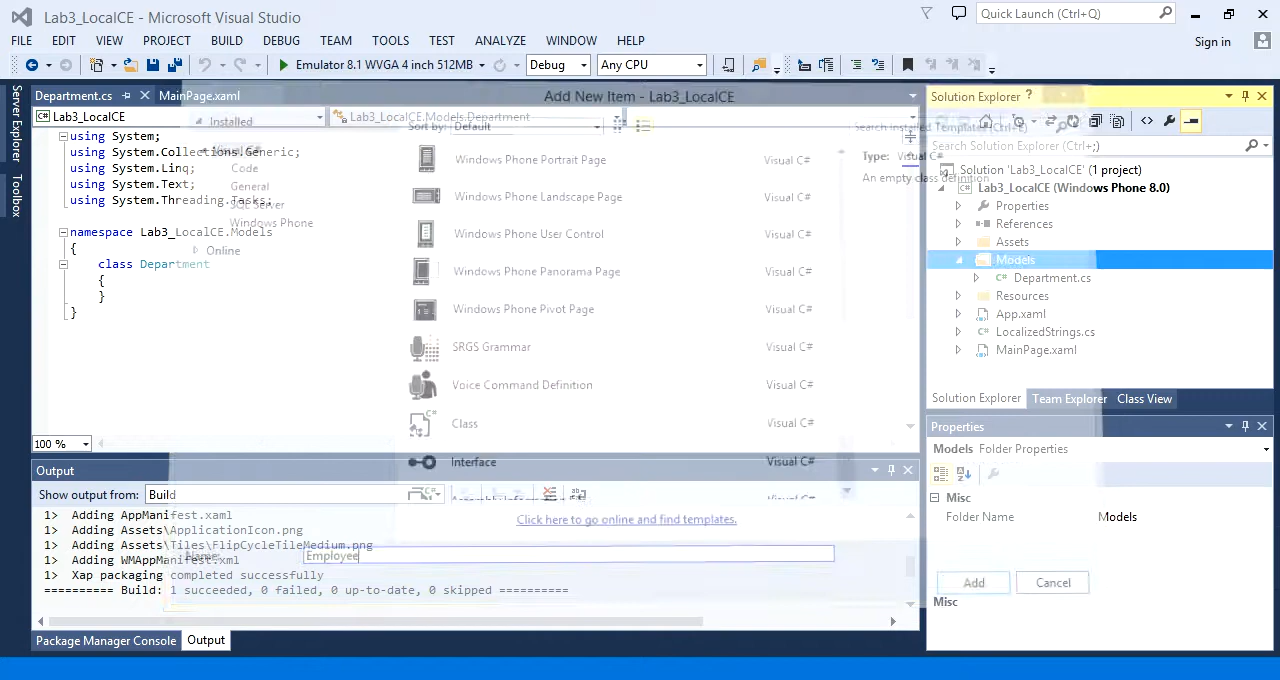 Lab3_LocalCE - Microsoft Visual Studio
Quick Launch (Ctrl+Q)
FILE EDIT VIEW PROJECT BUILD DEBUG TEAM TOOLS TEST ANALYZE WINDOW HELP
Sign in
Emulator 8.1 WVGA 4 inch 512MB Debug Any CPU
Server Explorer
Toolbox
Department.cs MainPage.xaml
Add New Item - Lab3_LocalCE
Lab3_LocalCE
Lab3_LocalCE.Models.Department
Installed
Sort by: Default
Search Installed Templates (Ctrl+E)
using System;
using System.Collections.Generic;
using System.Linq;
using System.Text;
using System.Threading.Tasks;
namespace Lab3_LocalCE.Models
{
class Department
{
}
}
Code
General
SQL Server
Windows Phone
Online
Windows Phone Portrait Page Visual C#
Windows Phone Landscape Page Visual C#
Windows Phone User Control Visual C#
Windows Phone Panorama Page Visual C#
Windows Phone Pivot Page Visual C#
SRGS Grammar Visual C#
Voice Command Definition Visual C#
Class Visual C#
Interface Visual C#
Click here to go online and find templates.
Type: Visual C#
An empty class definition
Name:
Employee
Add Cancel
100 %
Output
Show output from: Build
1> Adding AppManifest.xaml
1> Adding Assets\ApplicationIcon.png
1> Adding Assets\Tiles\FlipCycleTileMedium.png
1> Adding WMAppManifest.xml
1> Xap packaging completed successfully
========== Build: 1 succeeded, 0 failed, 0 up-to-date, 0 skipped ==========
Package Manager Console Output
Solution Explorer
Search Solution Explorer (Ctrl+;)
Solution 'Lab3_LocalCE' (1 project)
Lab3_LocalCE (Windows Phone 8.0)
Properties
References
Assets
Models
Department.cs
Resources
App.xaml
LocalizedStrings.cs
MainPage.xaml
Solution Explorer Team Explorer Class View
Properties
Models Folder Properties
Misc
Folder Name Models
Misc